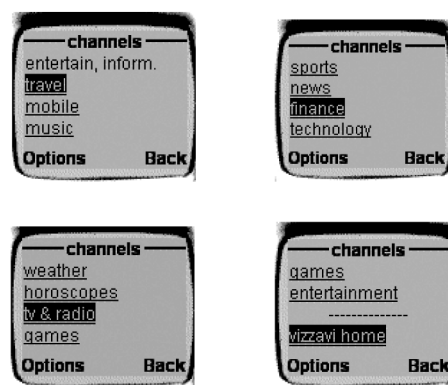 channels
entertain, inform.
travel
mobile
music
Options Back
channels
sports
news
finance
technology
Options Back
channels
weather
horoscopes
tv & radio
games
Options Back
channels
games
entertainment
--------------
vizzavi home
Options Back